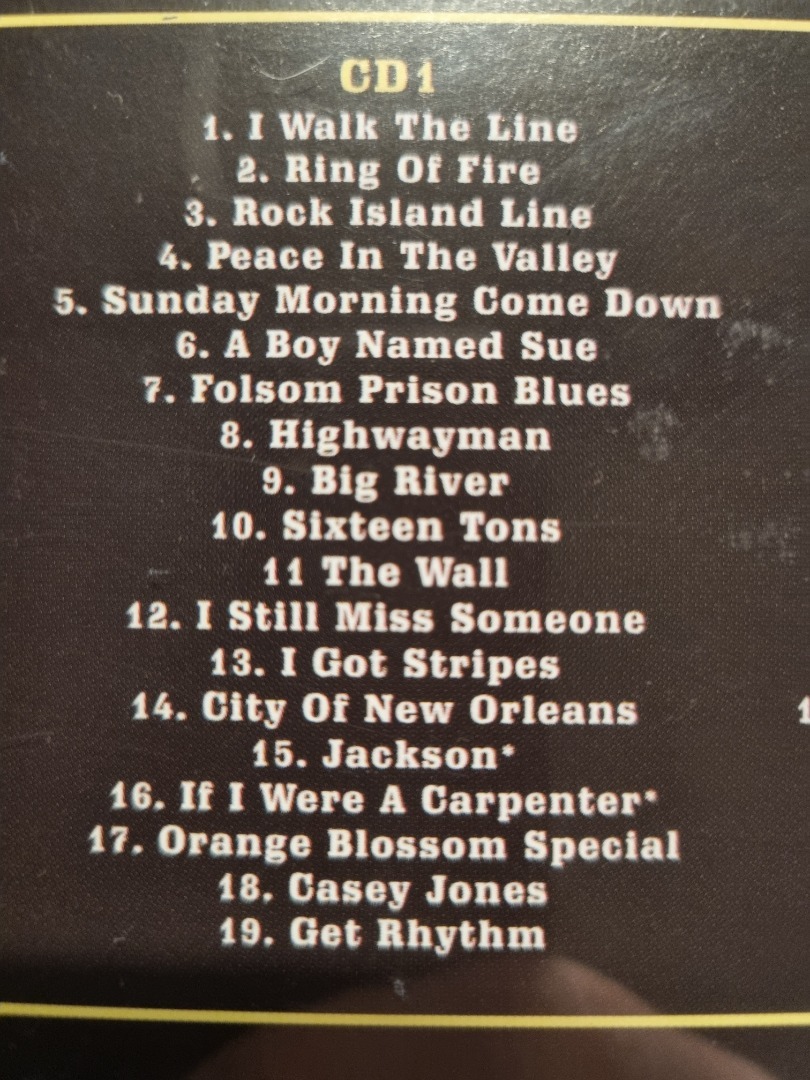 CD 1
1. I Walk The Line
2. Ring Of Fire
3. Rock Island Line
4. Peace In The Valley
5. Sunday Morning Come Down
6. A Boy Named Sue
7. Folsom Prison Blues
8. Highwayman
9. Big River
10. Sixteen Tons
11 The Wall
12. I Still Miss Someone
13. I Got Stripes
14. City Of New Orleans
15. Jackson*
16. If I Were A Carpenter*
17. Orange Blossom Special
18. Casey Jones
19. Get Rhythm